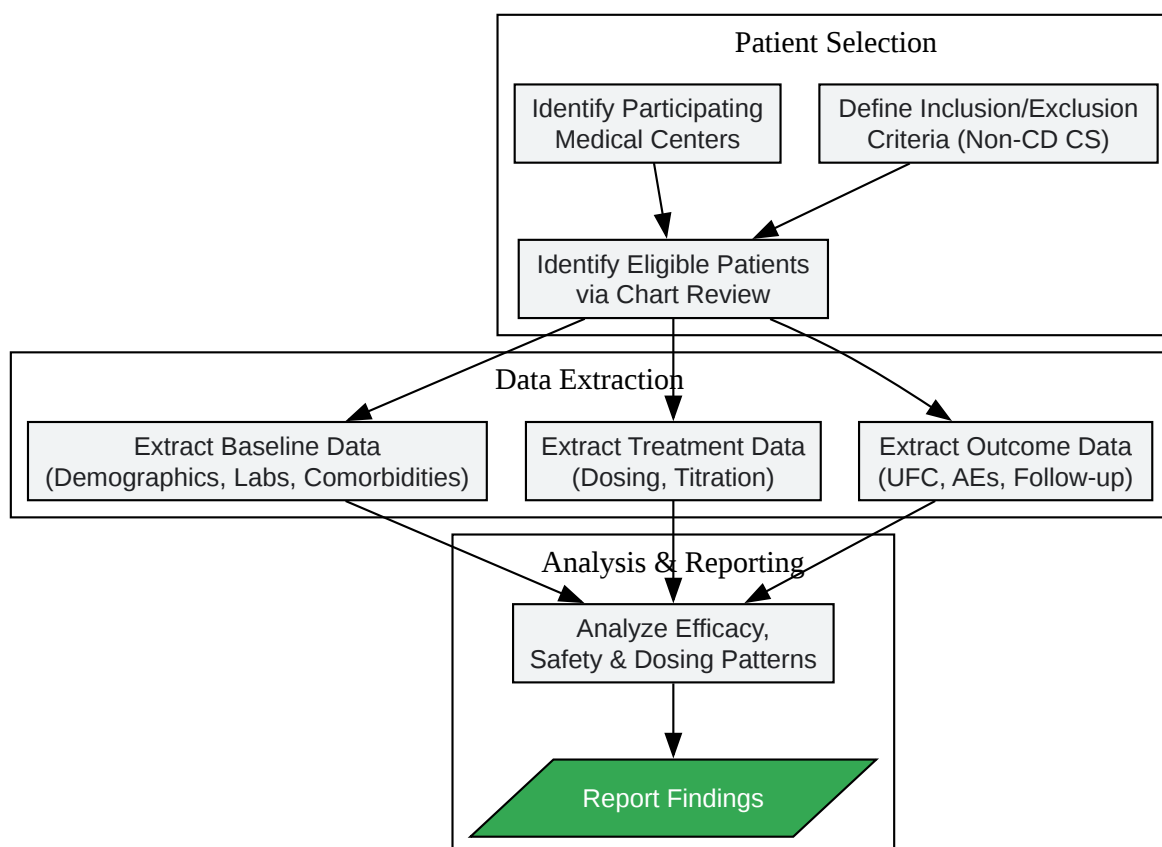 Patient Selection
Identify Participating
Medical Centers
Define Inclusion/Exclusion
Criteria (Non-CD CS)
Identify Eligible Patients
via Chart Review
Data Extraction
Extract Baseline Data
(Demographics, Labs, Comorbidities)
Extract Treatment Data
(Dosing, Titration)
Extract Outcome Data
(UFC, AEs, Follow-up)
Analysis & Reporting
Analyze Efficacy,
Safety & Dosing Patterns
Report Findings